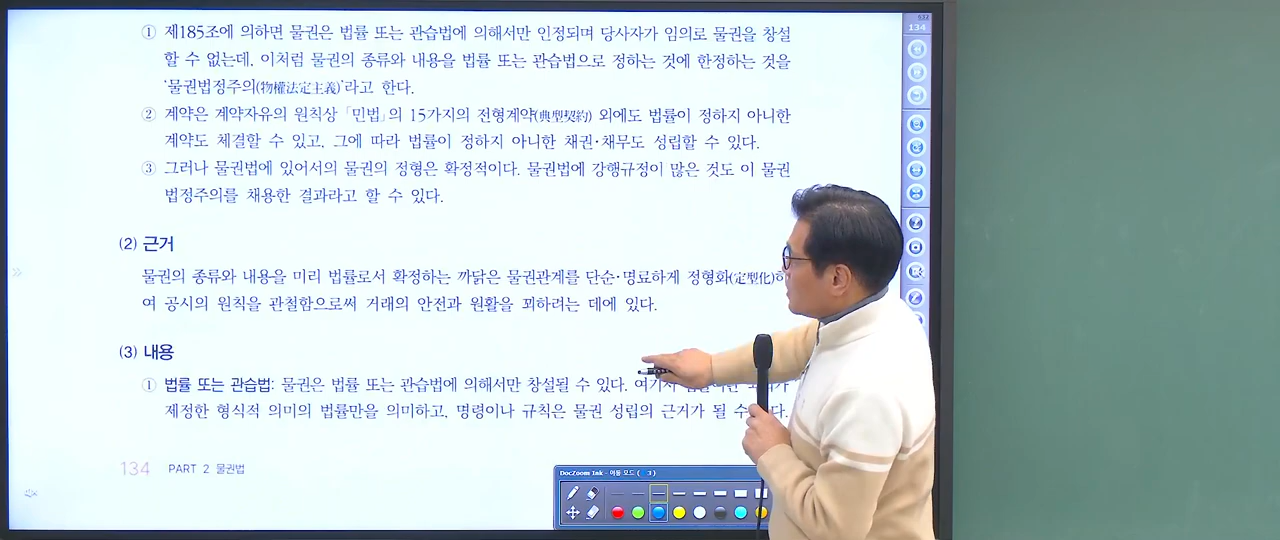 ① 제185조에 의하면 물권은 법률 또는 관습법에 의해서만 인정되며 당사자가 임의로 물권을 창설
할 수 없는데, 이처럼 물권의 종류와 내용을 법률 또는 관습법으로 정하는 것에 한정하는 것을
‘물권법정주의(物權法定主義)’라고 한다.
② 계약은 계약자유의 원칙상 「민법」의 15가지의 전형계약(典型契約) 외에도 법률이 정하지 아니한
계약도 체결할 수 있고, 그에 따라 법률이 정하지 아니한 채권·채무도 성립할 수 있다.
③ 그러나 물권법에 있어서의 물권의 정형은 확정적이다. 물권법에 강행규정이 많은 것도 이 물권
법정주의를 채용한 결과라고 할 수 있다.
(2) 근거
물권의 종류와 내용을 미리 법률로서 확정하는 까닭은 물권관계를 단순·명료하게 정형화(定型化)하
여 공시의 원칙을 관철함으로써 거래의 안전과 원활을 꾀하려는 데에 있다.
(3) 내용
① 법률 또는 관습법: 물권은 법률 또는 관습법에 의해서만 창설될 수 있다.
제정한 형식적 의미의 법률만을 의미하고, 명령이나 규칙은 물권 성립의 근거가 될 수
134 PART 2 물권법
134
DocZoom Ink - 이동 모드 ( 3 )